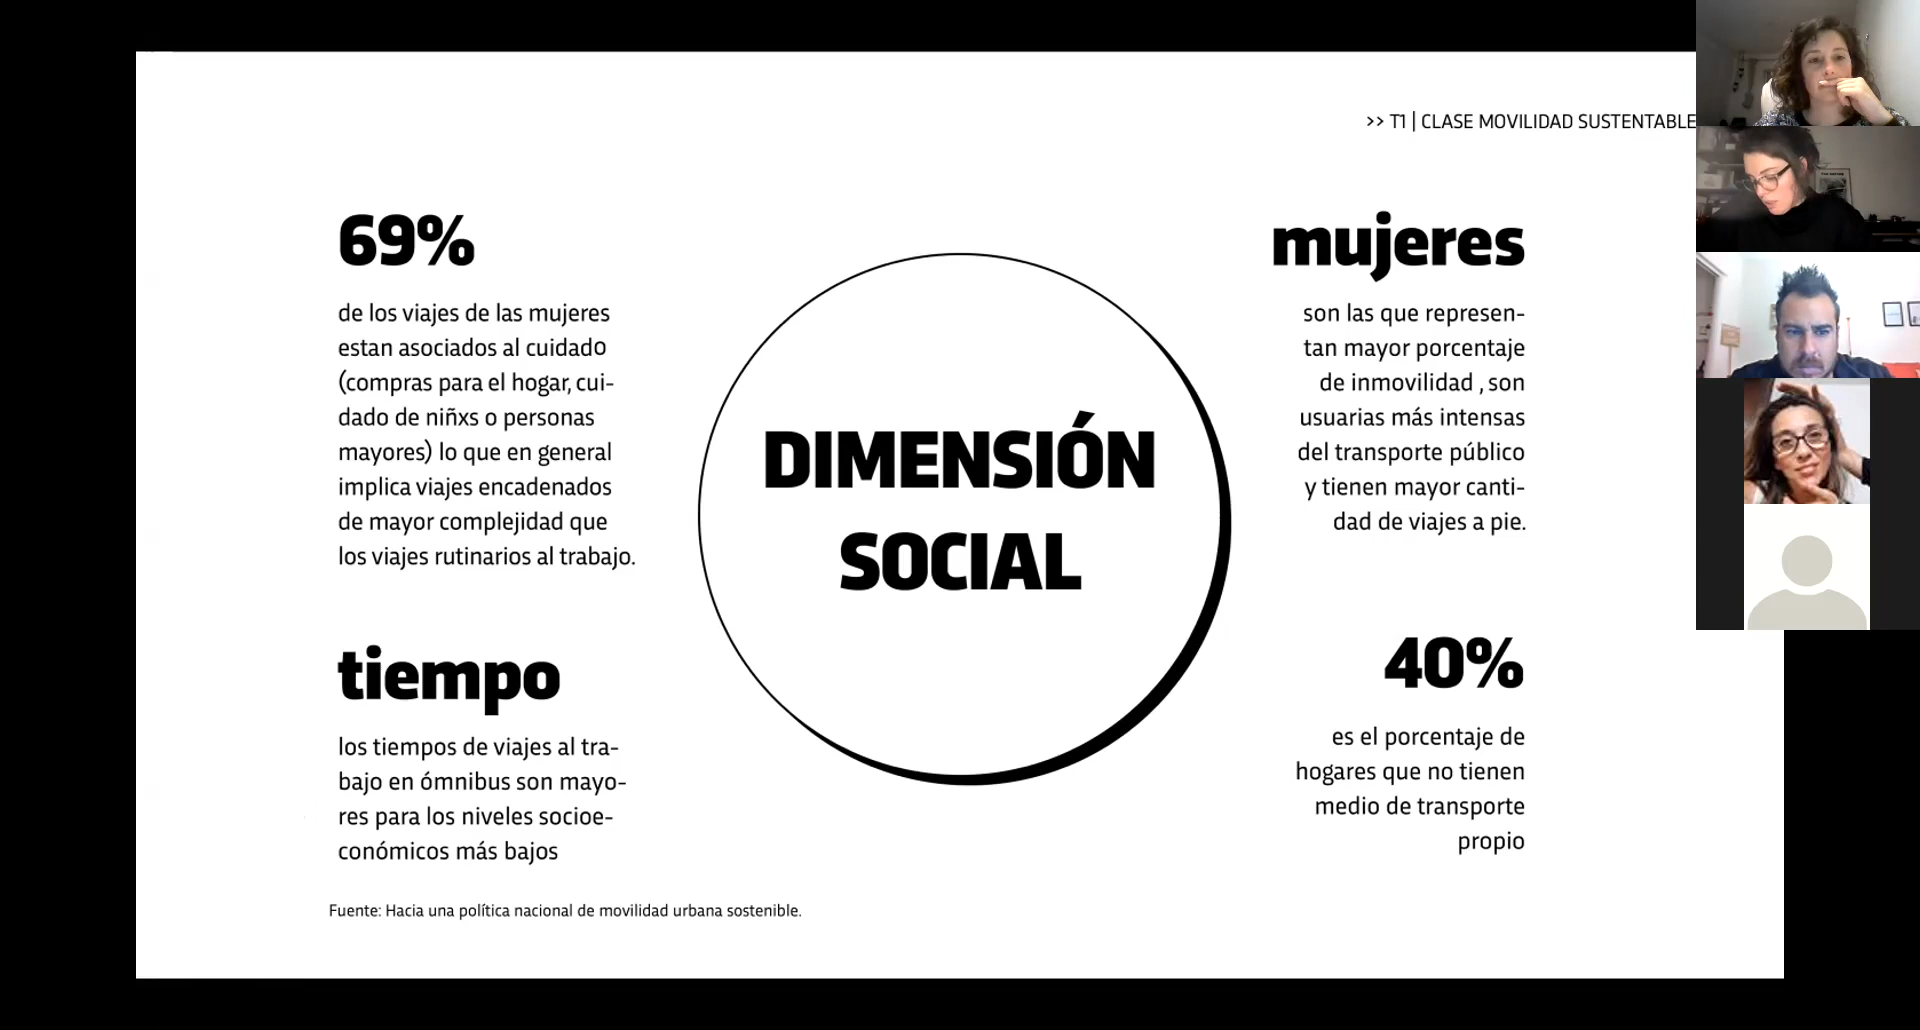 >> T1 | CLASE MOVILIDAD SUSTENTABLE
69%
de los viajes de las mujeres
estan asociados al cuidado
(compras para el hogar, cui-
dado de niñxs o personas
mayores) lo que en general
implica viajes encadenados
de mayor complejidad que
los viajes rutinarios al trabajo.
tiempo
los tiempos de viajes al tra-
bajo en ómnibus son mayo-
res para los niveles socioe-
conómicos más bajos
DIMENSIÓN
SOCIAL
mujeres
son las que represen-
tan mayor porcentaje
de inmovilidad , son
usuarias más intensas
del transporte público
y tienen mayor canti-
dad de viajes a pie.
40%
es el porcentaje de
hogares que no tienen
medio de transporte
propio
Fuente: Hacia una política nacional de movilidad urbana sostenible.